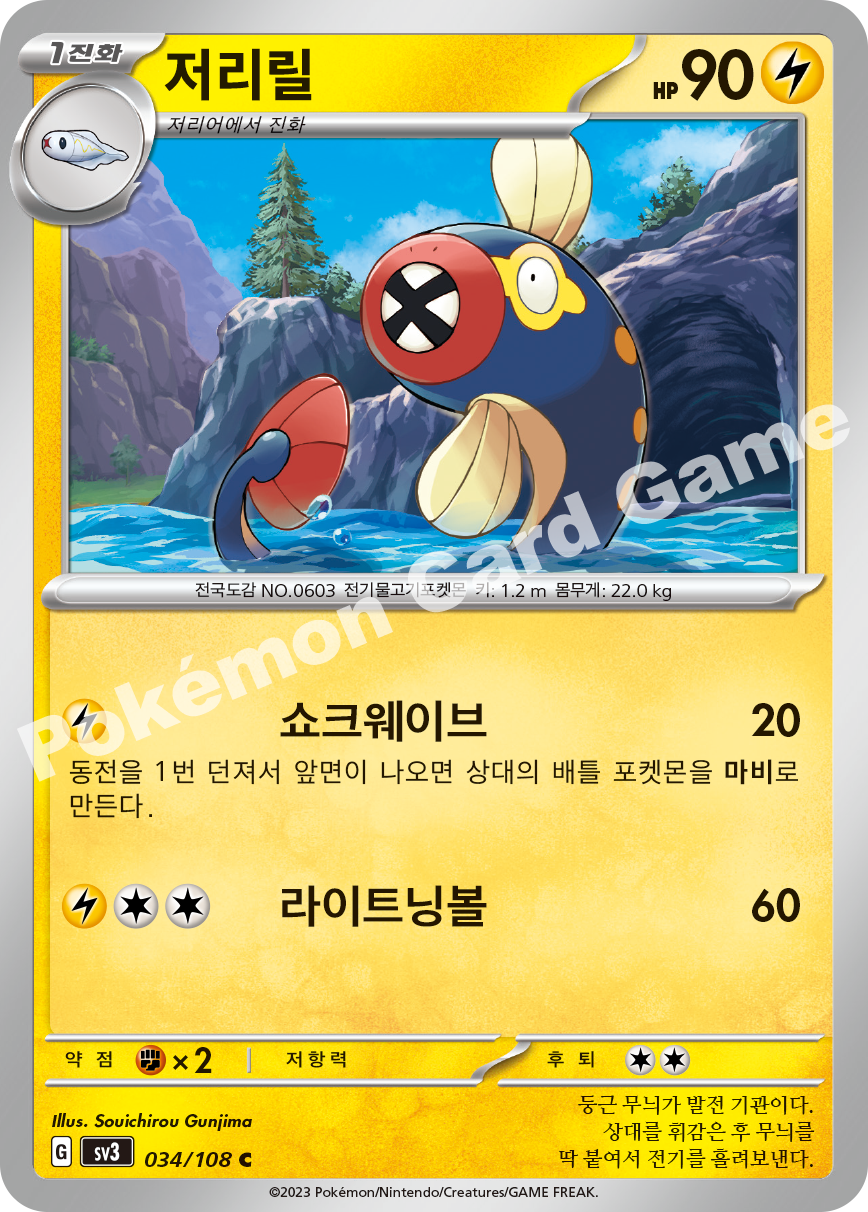 1진화
저리릴
HP 90
저리어에서 진화
전국도감 NO.0603 전기물고기포켓몬 키: 1.2 m 몸무게: 22.0 kg
Pokémon Card Game
쇼크웨이브 20
동전을 1번 던져서 앞면이 나오면 상대의 배틀 포켓몬을 마비로
만든다.
라이트닝볼 60
약점 ×2 저항력 후퇴
Illus. Souichirou Gunjima
G sv3 034/108 C
둥근 무늬가 발전 기관이다.
상대를 휘감은 후 무늬를
딱 붙여서 전기를 흘려보낸다.
©2023 Pokémon/Nintendo/Creatures/GAME FREAK.